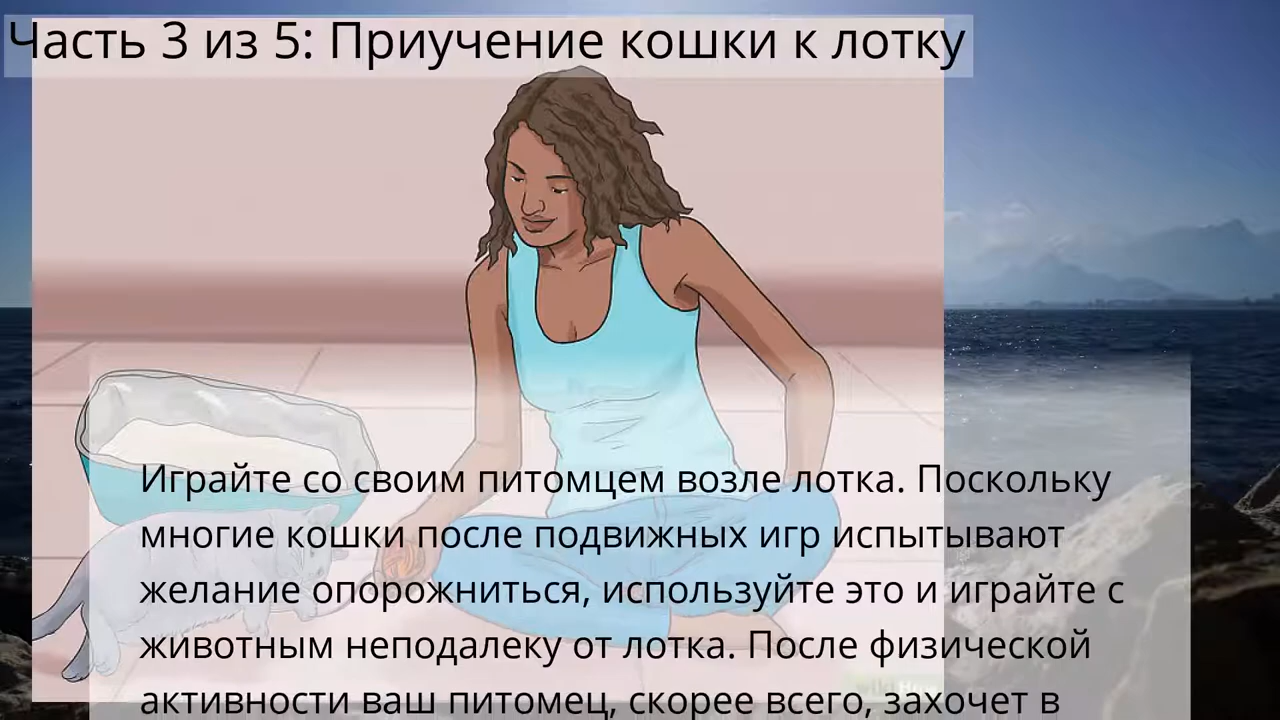 Часть 3 из 5: Приучение кошки к лотку
Играйте со своим питомцем возле лотка. Поскольку
многие кошки после подвижных игр испытывают
желание опорожниться, используйте это и играйте с
животным неподалеку от лотка. После физической
активности ваш питомец, скорее всего, захочет в